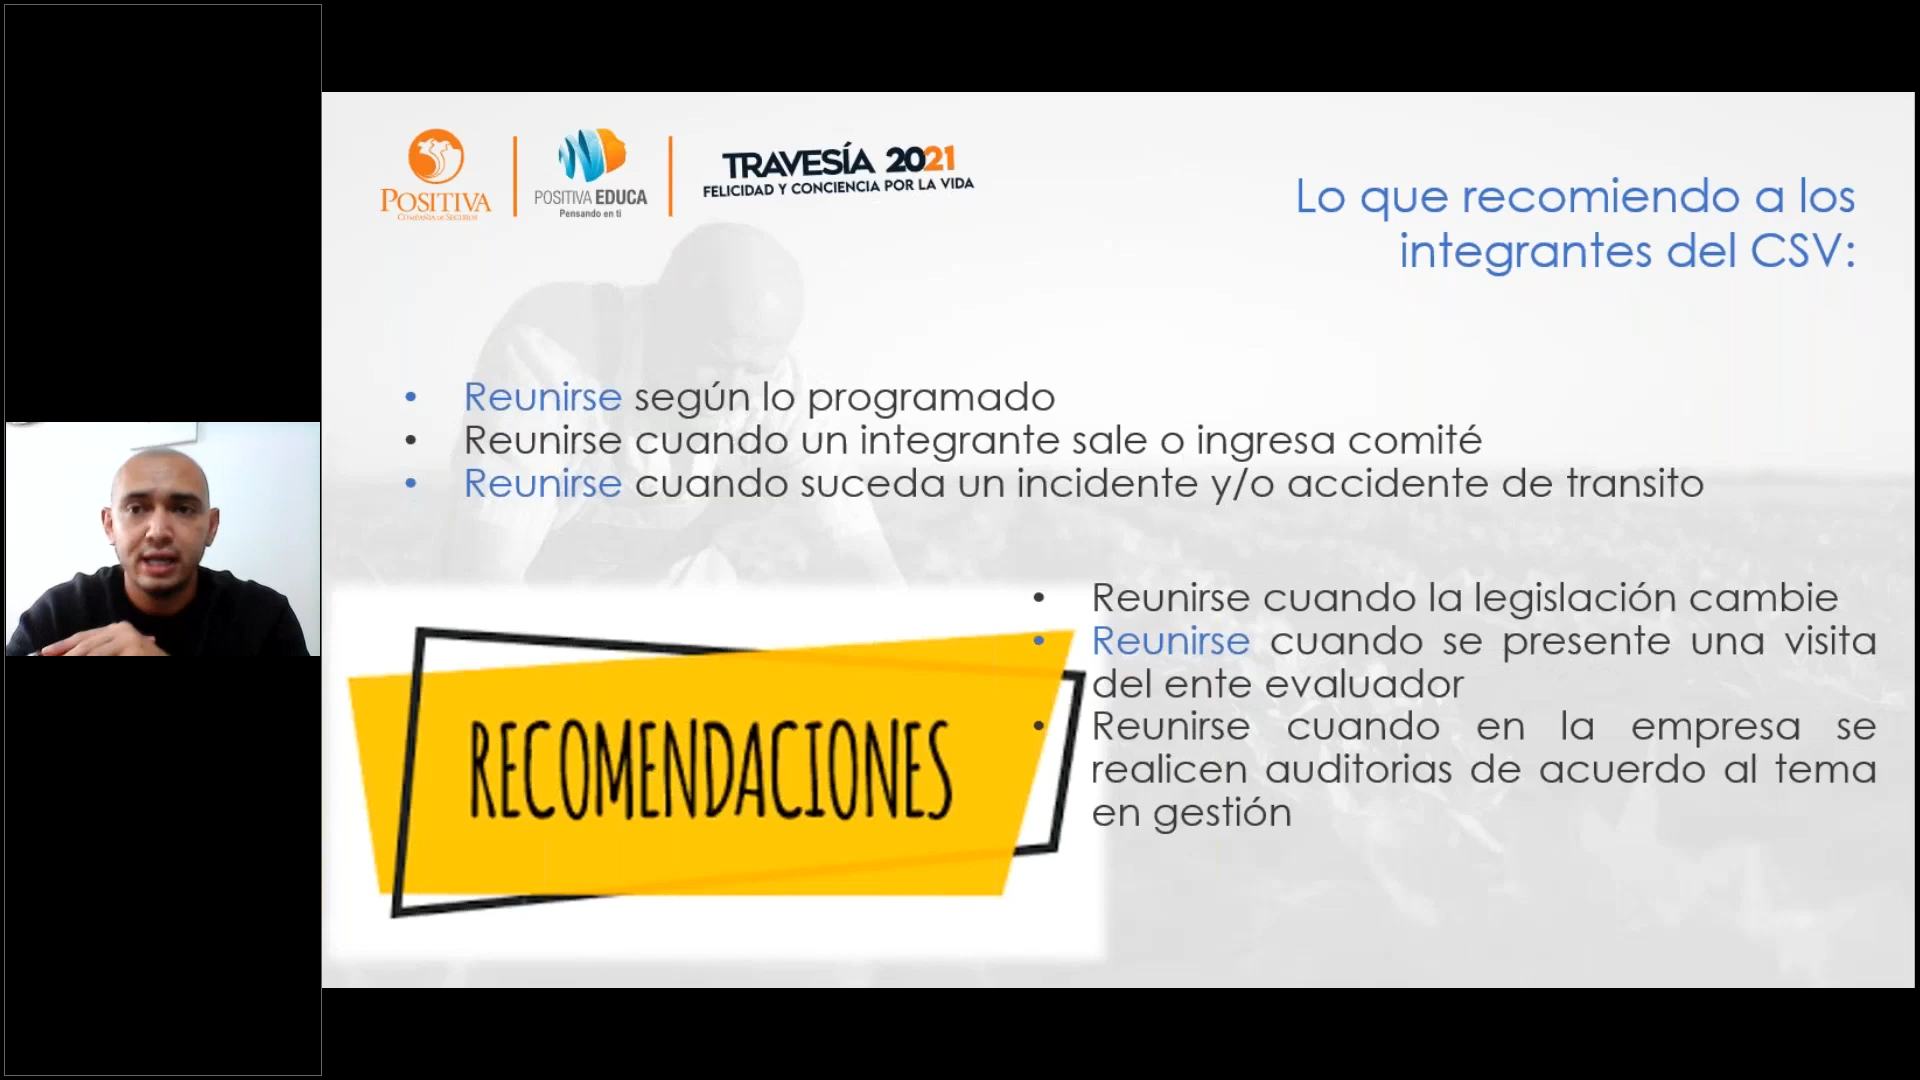 POSITIVA
COMPAÑÍA DE SEGUROS
POSITIVA EDUCA
Pensando en ti
TRAVESÍA 2021
FELICIDAD Y CONCIENCIA POR LA VIDA
Lo que recomiendo a los
integrantes del CSV:
• Reunirse según lo programado
• Reunirse cuando un integrante sale o ingresa comité
• Reunirse cuando suceda un incidente y/o accidente de transito
• Reunirse cuando la legislación cambie
• Reunirse cuando se presente una visita
del ente evaluador
• Reunirse cuando en la empresa se
realicen auditorias de acuerdo al tema
en gestión
RECOMENDACIONES